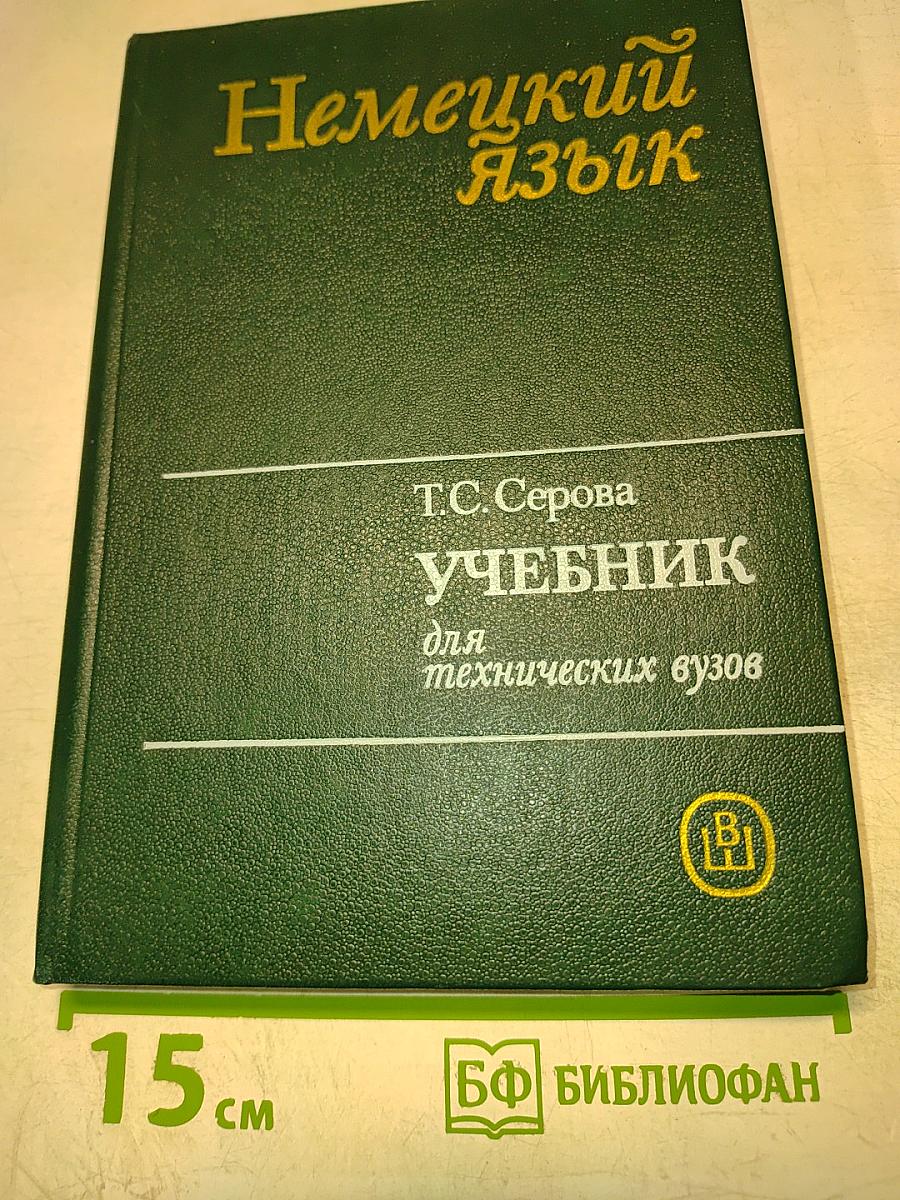 Немецкий
язык
Т.С. Серова
УЧЕБНИК
для
технических вузов
ВШ
15 см
БФ БИБЛИОФАН